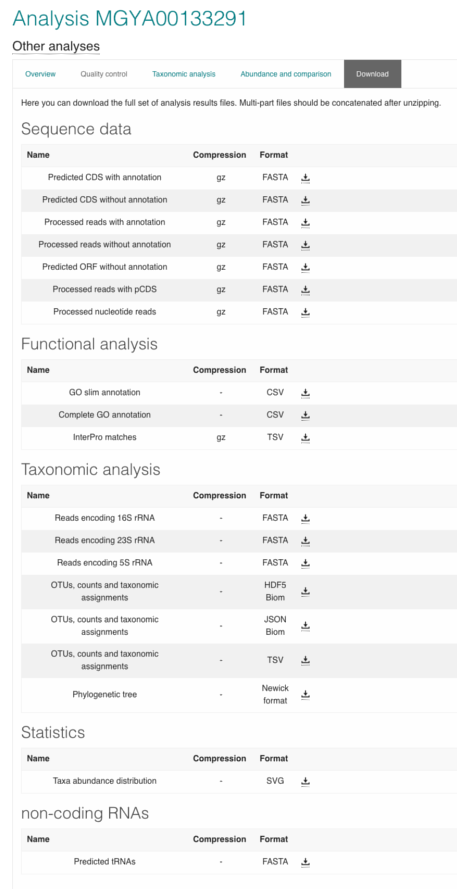 Analysis MGYA00133291
Other analyses
Overview Quality control Taxonomic analysis Abundance and comparison Download
Here you can download the full set of analysis results files. Multi-part files should be concatenated after unzipping.
Sequence data
Name Compression Format
Predicted CDS with annotation gz FASTA
Predicted CDS without annotation gz FASTA
Processed reads with annotation gz FASTA
Processed reads without annotation gz FASTA
Predicted ORF without annotation gz FASTA
Processed reads with pCDS gz FASTA
Processed nucleotide reads gz FASTA
Functional analysis
Name Compression Format
GO slim annotation - CSV
Complete GO annotation - CSV
InterPro matches gz TSV
Taxonomic analysis
Name Compression Format
Reads encoding 16S rRNA - FASTA
Reads encoding 23S rRNA - FASTA
Reads encoding 5S rRNA - FASTA
OTUs, counts and taxonomic HDF5
assignments - Biom
OTUs, counts and taxonomic JSON
assignments - Biom
OTUs, counts and taxonomic
assignments - TSV
Phylogenetic tree - Newick
format
Statistics
Name Compression Format
Taxa abundance distribution - SVG
non-coding RNAs
Name Compression Format
Predicted tRNAs - FASTA